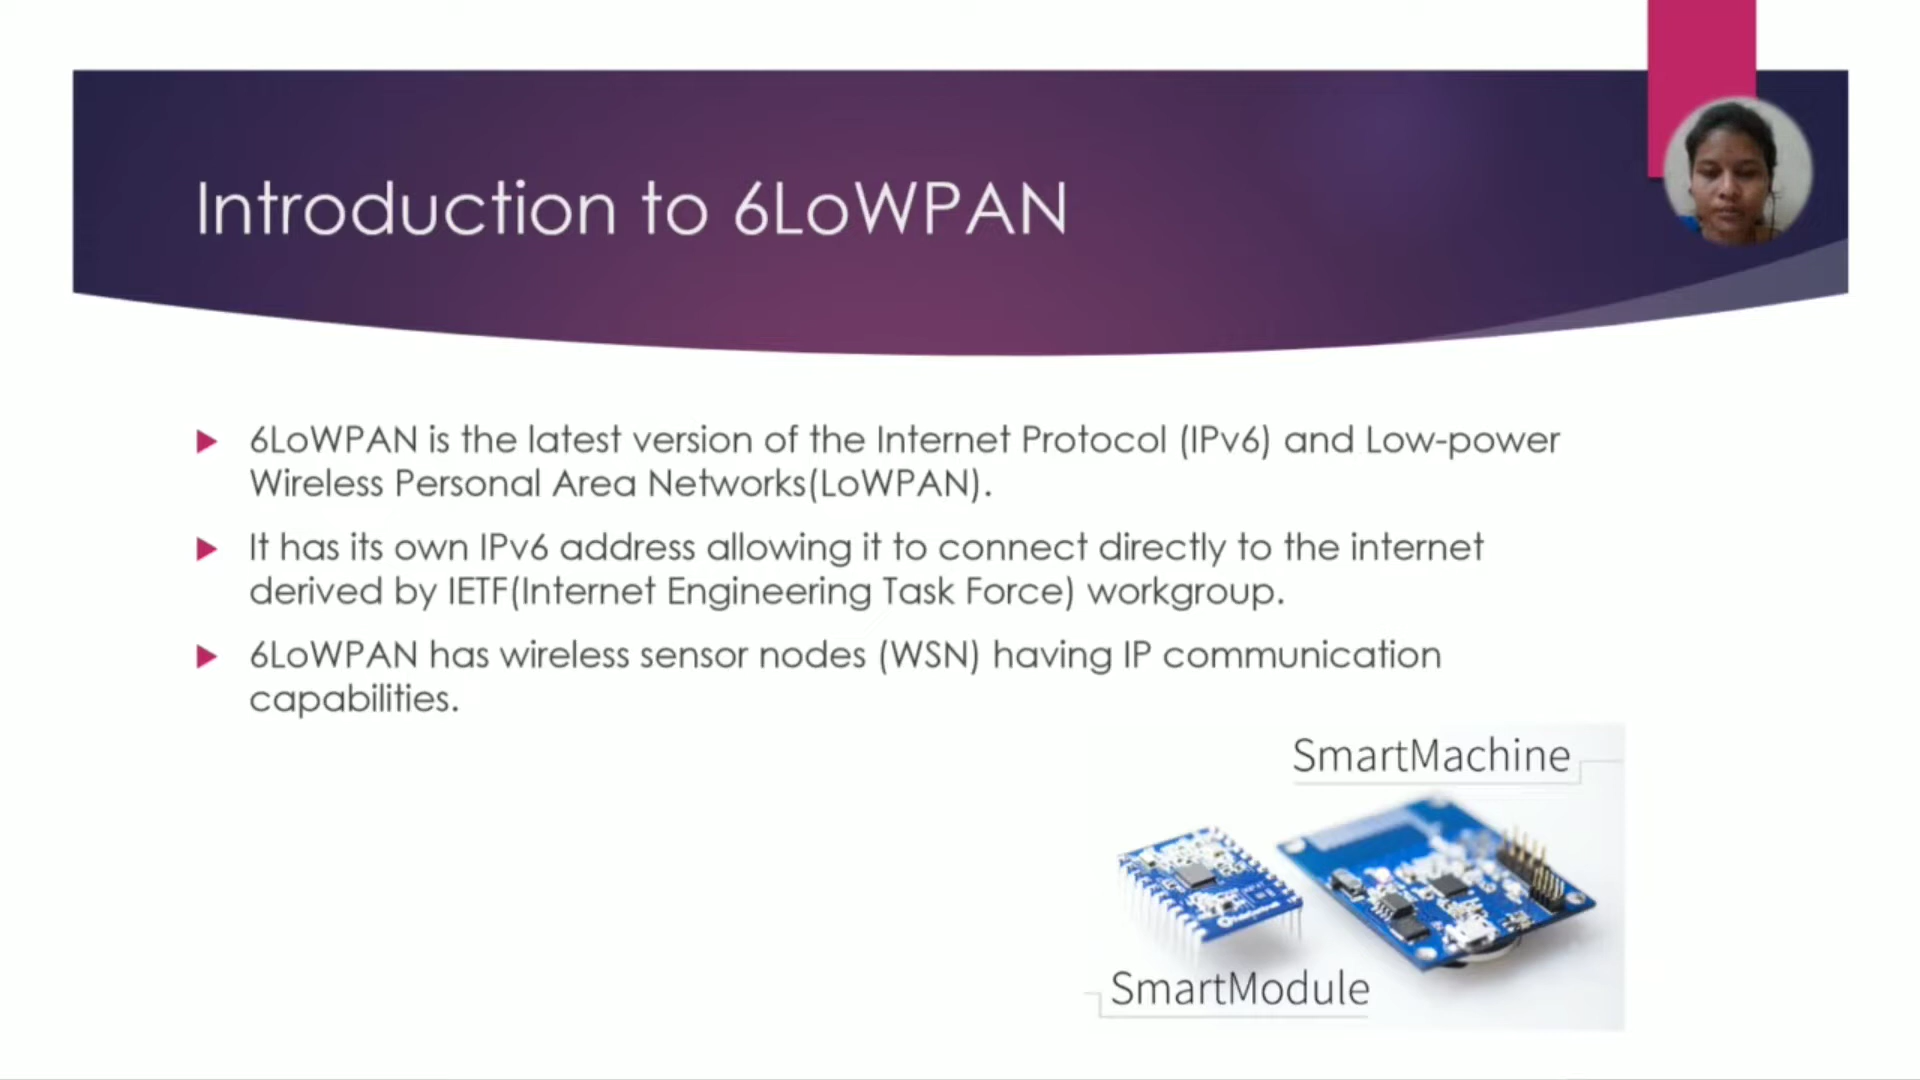 Introduction to 6LoWPAN
6LoWPAN is the latest version of the Internet Protocol (IPv6) and Low-power
Wireless Personal Area Networks(LoWPAN).
It has its own IPv6 address allowing it to connect directly to the internet
derived by IETF(Internet Engineering Task Force) workgroup.
6LoWPAN has wireless sensor nodes (WSN) having IP communication
capabilities.
SmartMachine
SmartModule